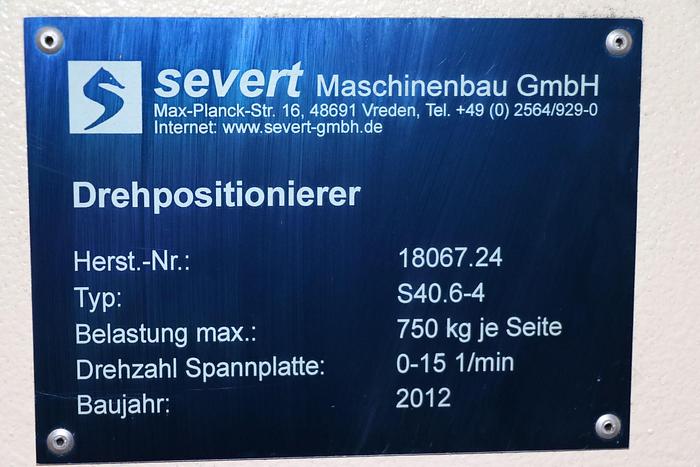 severt Maschinenbau GmbH
Max-Planck-Str. 16, 48691 Vreden, Tel. +49 (0) 2564/929-0
Internet: www.severt-gmbh.de
Drehpositionierer
Herst.-Nr.: 18067.24
Typ: S40.6-4
Belastung max.: 750 kg je Seite
Drehzahl Spannplatte: 0-15 1/min
Baujahr: 2012